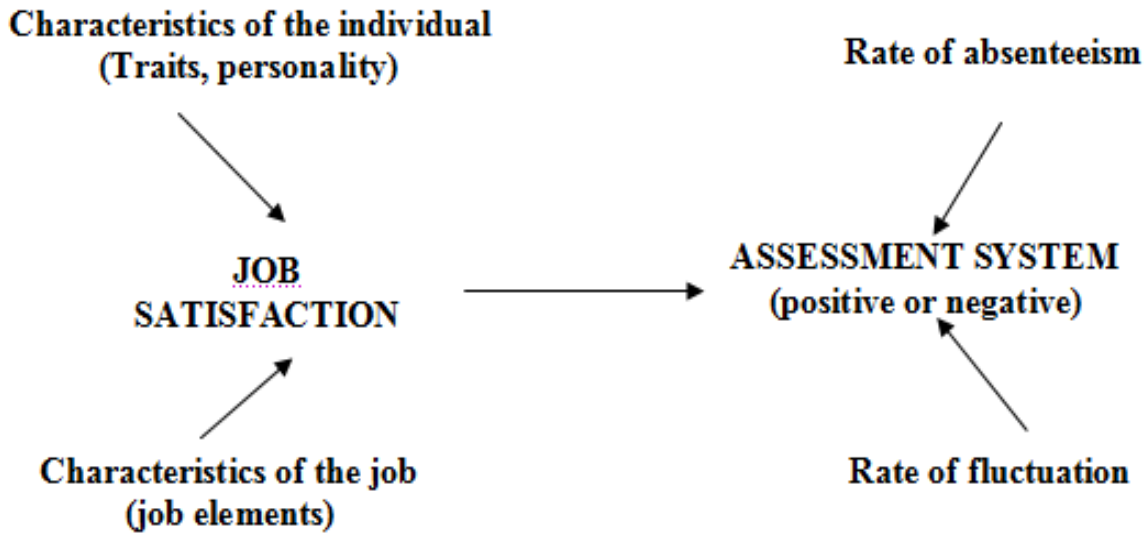 Characteristics of the individual
(Traits, personality)
Rate of absenteeism
JOB
SATISFACTION
ASSESSMENT SYSTEM
(positive or negative)
Characteristics of the job
(job elements)
Rate of fluctuation